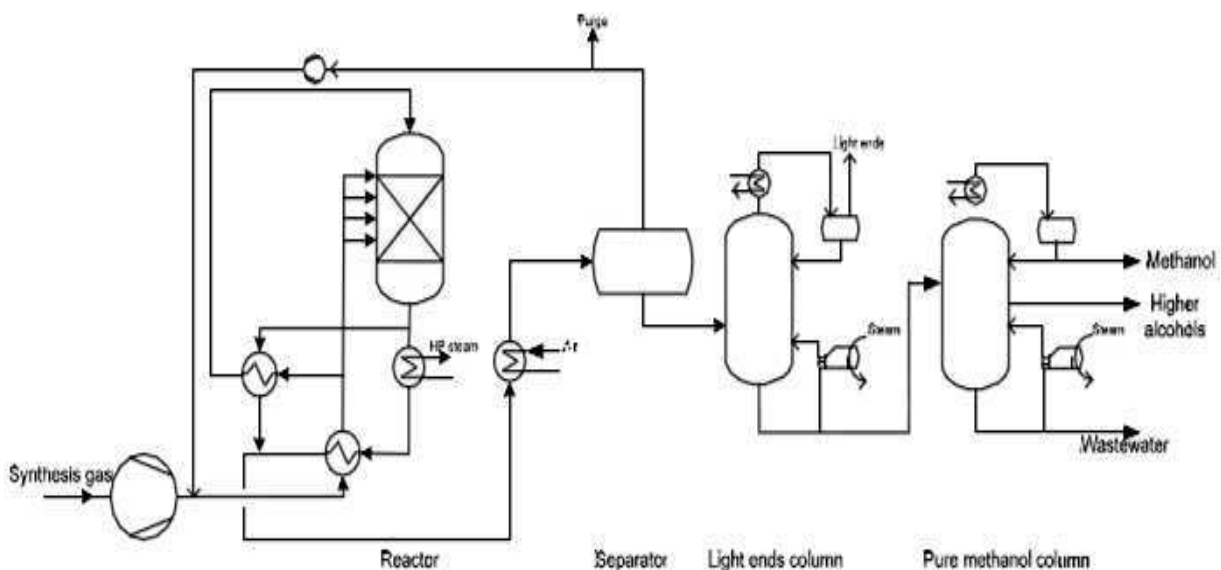 Purge
Light ends
Methanol
Higher
alcohols
HP steam
Air
Steam
Steam
Wastewater
Synthesis gas
Reactor
Separator
Light ends column
Pure methanol column